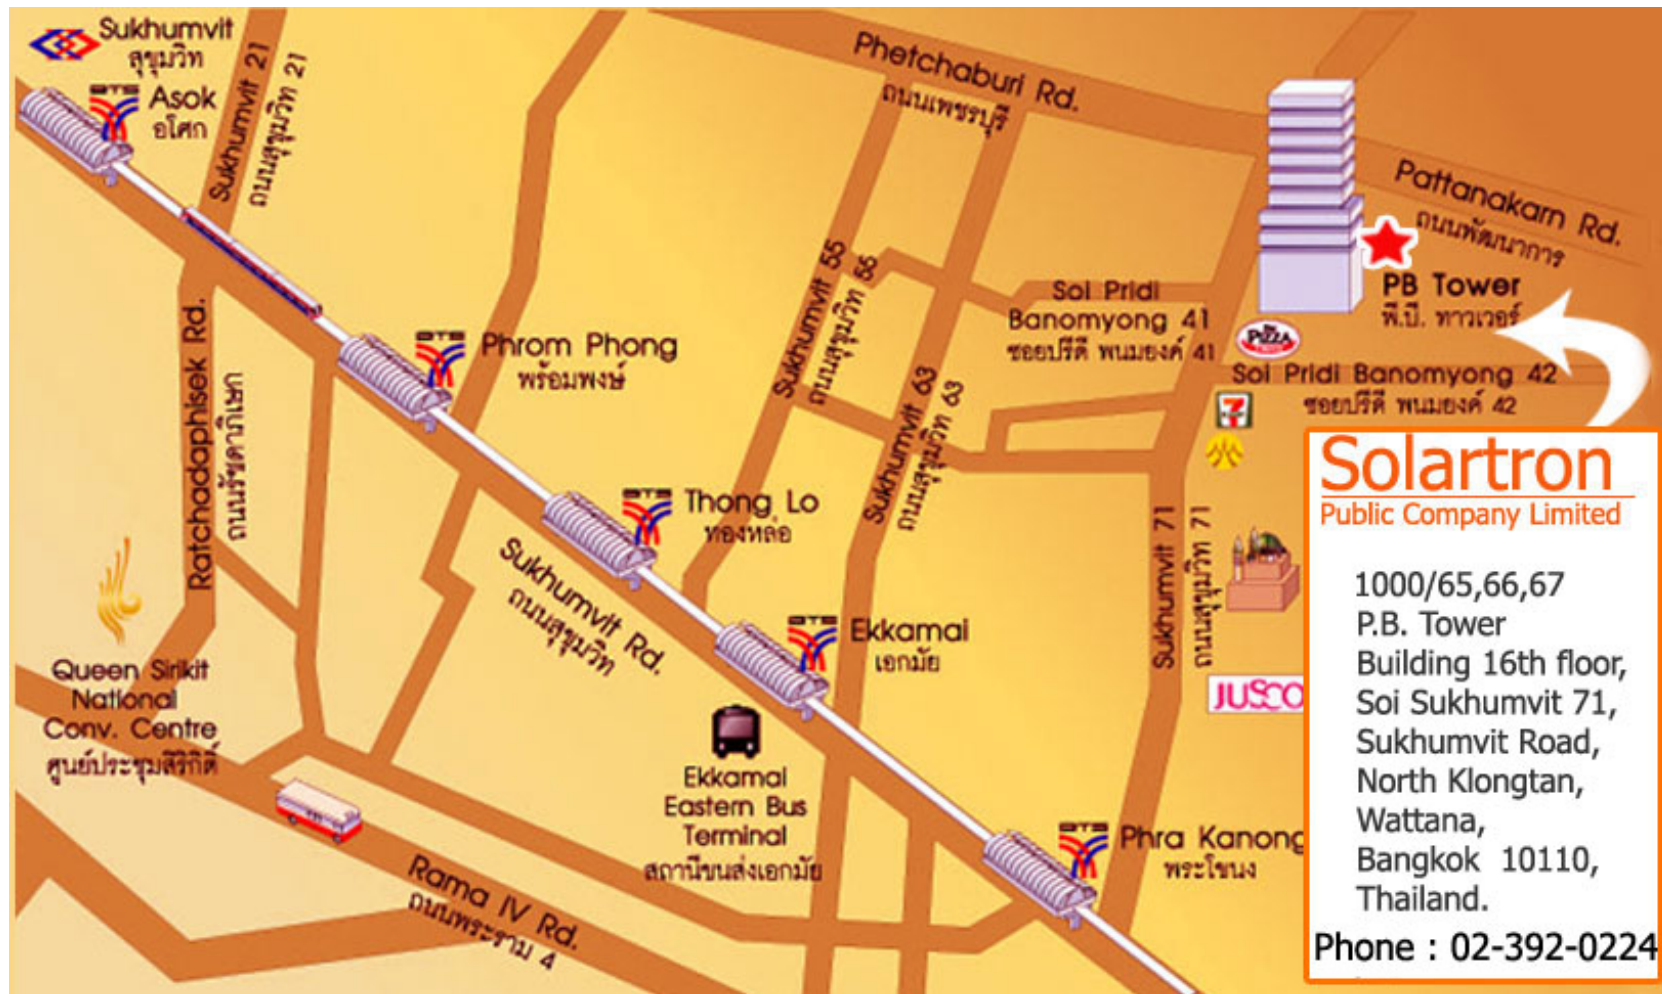 Sukhumvit
สุขุมวิท
BTS
Asok
อโศก
Sukhumvit 21
ถนนสุขุมวิท 21
Phetchaburi Rd.
ถนนเพชรบุรี
Pattanakarn Rd.
ถนนพัฒนาการ
PB Tower
พี.บี. ทาวเวอร์
Sukhumvit 55
ถนนสุขุมวิท 55
Soi Pridi
Banomyong 41
ซอยปรีดี พนมยงค์ 41
PIZZA
Soi Pridi Banomyong 42
ซอยปรีดี พนมยงค์ 42
7
Ratchadaphisek Rd.
ถนนรัชดาภิเษก
BTS
Phrom Phong
พร้อมพงษ์
Sukhumvit 63
ถนนสุขุมวิท 63
BTS
Thong Lo
ทองหล่อ
Sukhumvit Rd.
ถนนสุขุมวิท
Sukhumvit 71
ถนนสุขุมวิท 71
BTS
Ekkamai
เอกมัย
Queen Sirikit
National
Conv. Centre
ศูนย์ประชุมสิริกิติ์
JUSCO
Ekkamai
Eastern Bus
Terminal
สถานีขนส่งเอกมัย
BTS
Phra Kanong
พระโขนง
Rama IV Rd.
ถนนพระราม 4
Solartron
Public Company Limited
1000/65,66,67
P.B. Tower
Building 16th floor,
Soi Sukhumvit 71,
Sukhumvit Road,
North Klongtan,
Wattana,
Bangkok 10110,
Thailand.
Phone : 02-392-0224